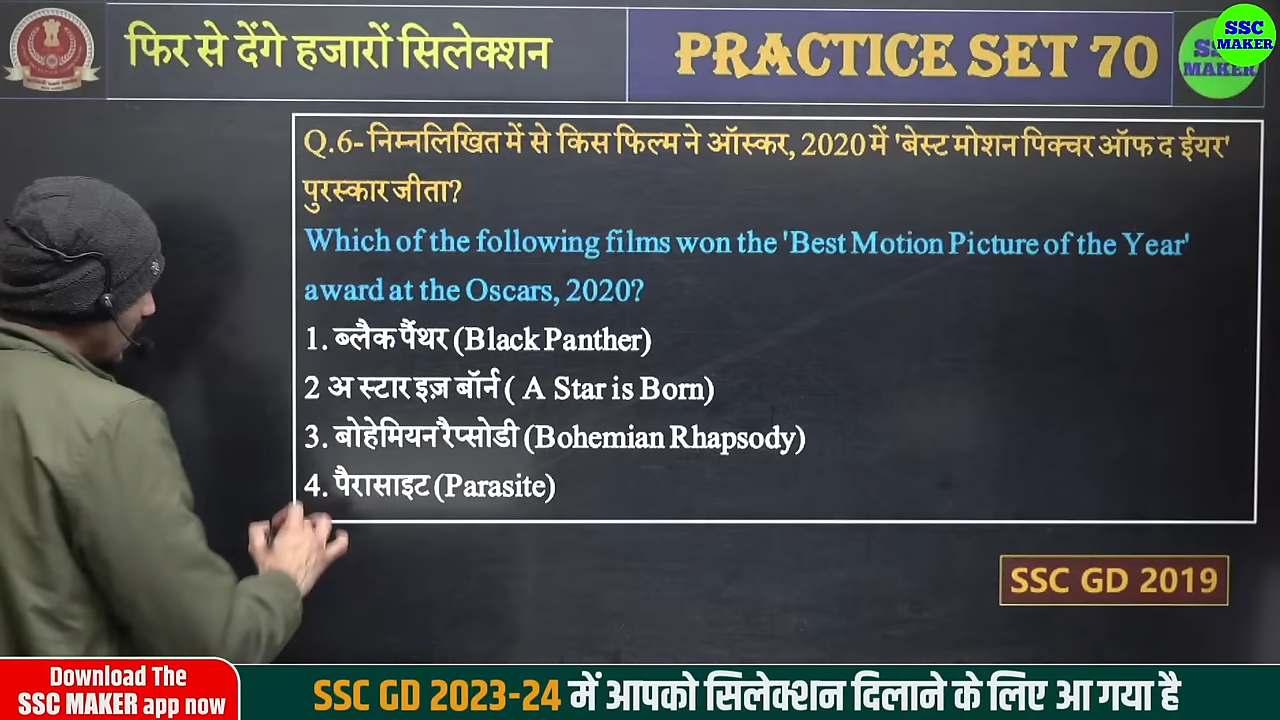 फिर से देंगे हजारों सिलेक्शन
PRACTICE SET 70
SSC
MAKER
MAKER
Q.6- निम्नलिखित में से किस फिल्म ने ऑस्कर, 2020 में 'बेस्ट मोशन पिक्चर ऑफ द ईयर'
पुरस्कार जीता?
Which of the following films won the 'Best Motion Picture of the Year'
award at the Oscars, 2020?
1. ब्लैक पैंथर (Black Panther)
2 अ स्टार इज़ बॉर्न ( A Star is Born)
3. बोहेमियन रैप्सोडी (Bohemian Rhapsody)
4. पैरासाइट (Parasite)
SSC GD 2019
Download The
SSC MAKER app now
SSC GD 2023-24 में आपको सिलेक्शन दिलाने के लिए आ गया है